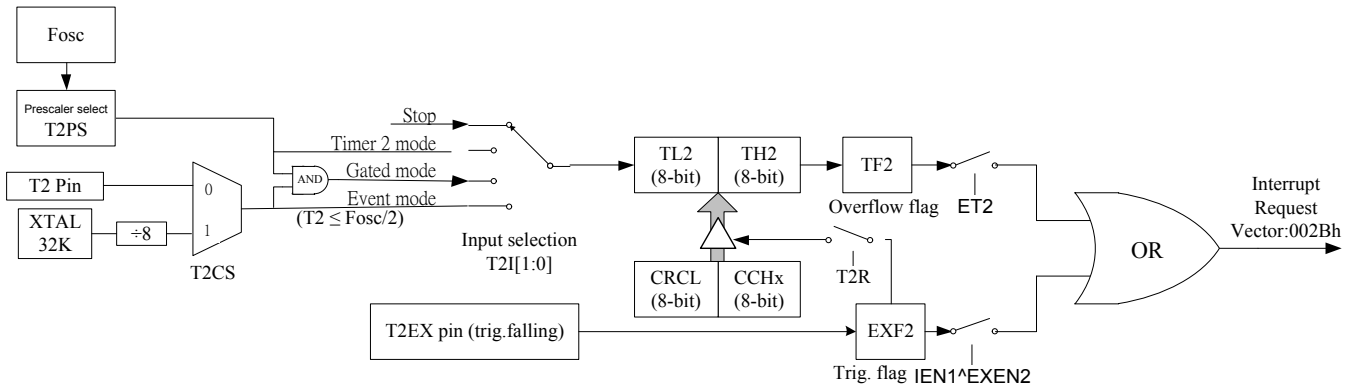 Fosc
Prescaler select
T2PS
T2 Pin
XTAL
32K
÷8
0
1
T2CS
AND
Stop
Timer 2 mode
Gated mode
Event mode
(T2 ≤ Fosc/2)
Input selection
T2I[1:0]
TL2
(8-bit)
TH2
(8-bit)
TF2
Overflow flag
ET2
CRCL
(8-bit)
CCHx
(8-bit)
T2R
T2EX pin (trig.falling)
EXF2
Trig. flag
IEN1^EXEN2
OR
Interrupt
Request
Vector:002Bh